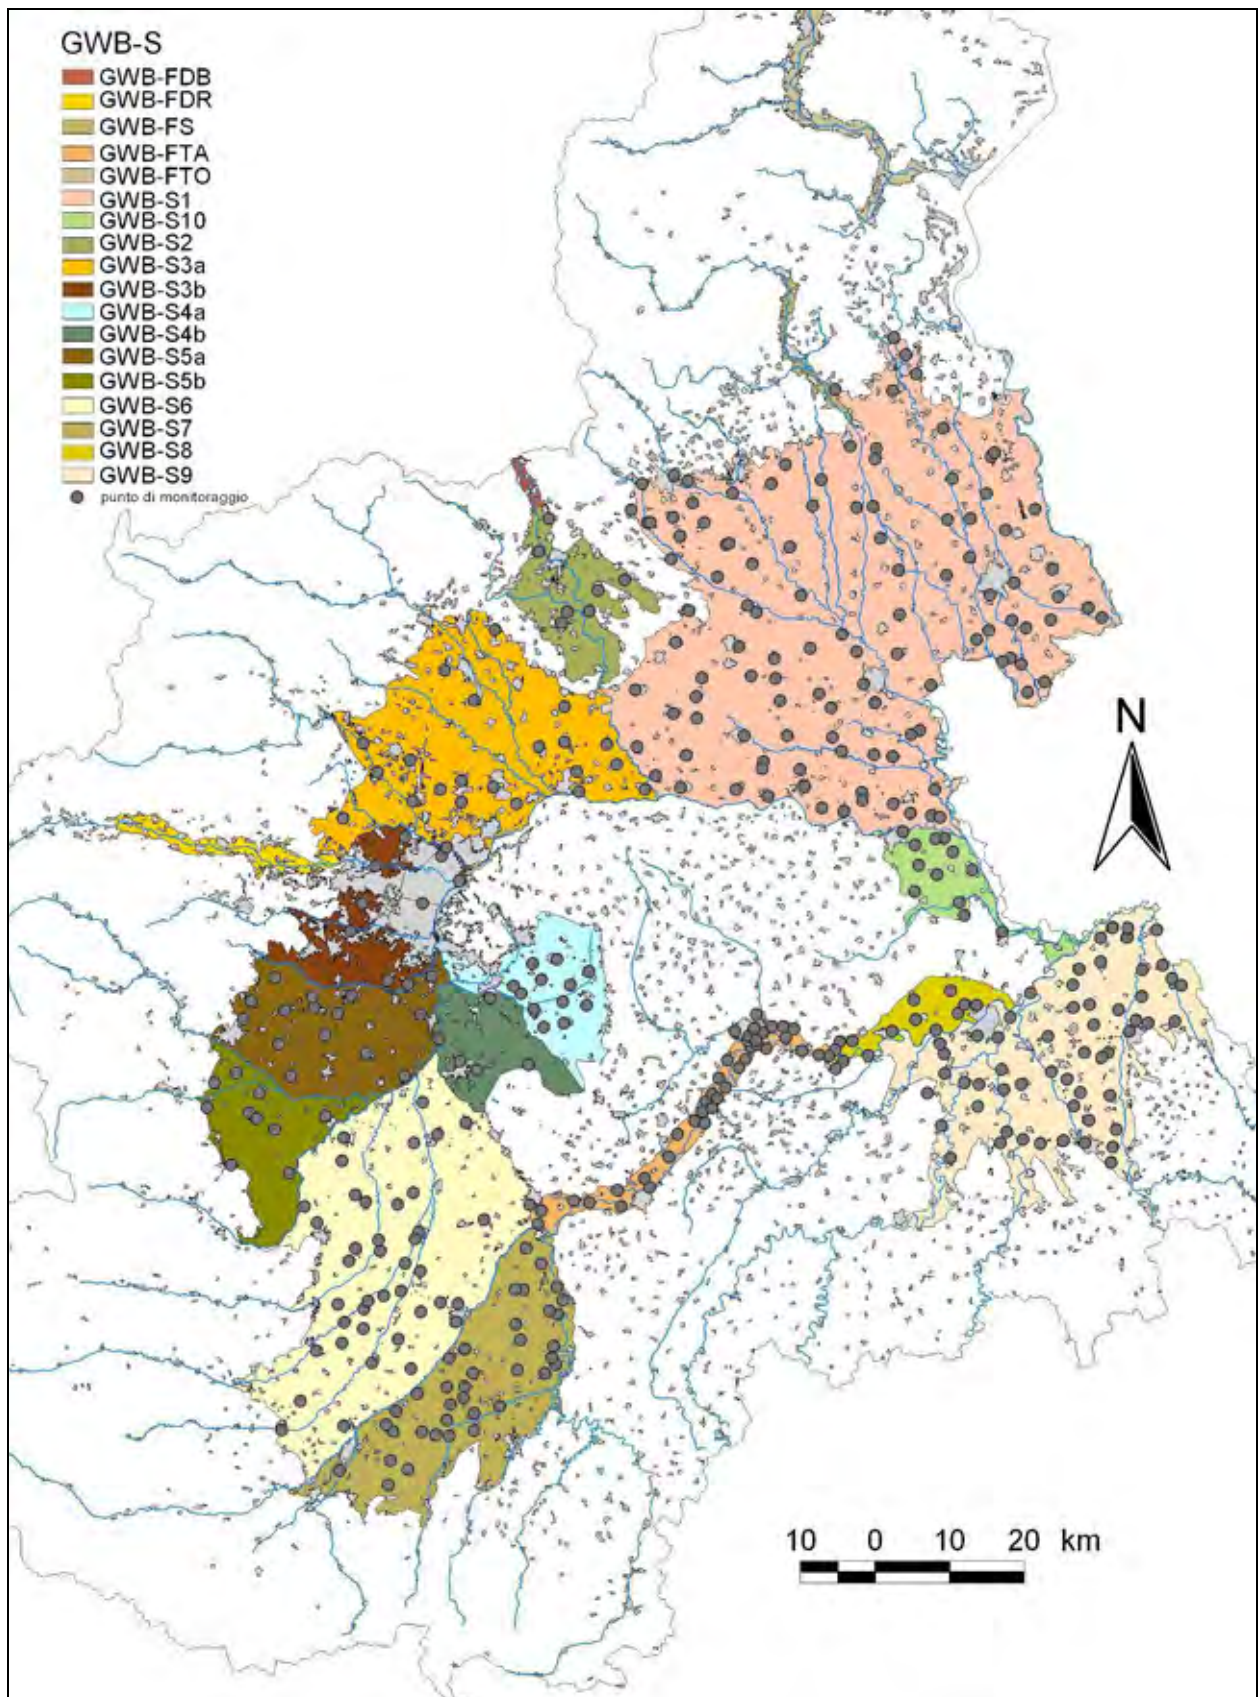 GWB-S
GWB-FDB
GWB-FDR
GWB-FS
GWB-FTA
GWB-FTO
GWB-S1
GWB-S10
GWB-S2
GWB-S3a
GWB-S3b
GWB-S4a
GWB-S4b
GWB-S5a
GWB-S5b
GWB-S6
GWB-S7
GWB-S8
GWB-S9
punto di monitoraggio
N
10 0 10 20 km